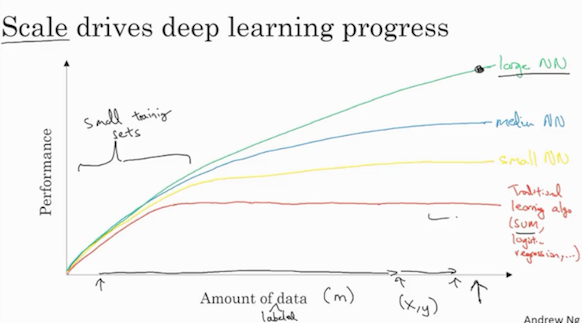 Scale drives deep learning progress
large NN
small training
sets
medium NN
small NN
Performance
Traditional
learning algo
(SVM,
logistic
regression,...)
Amount of data (m)
labeled
(x,y)
Andrew Ng